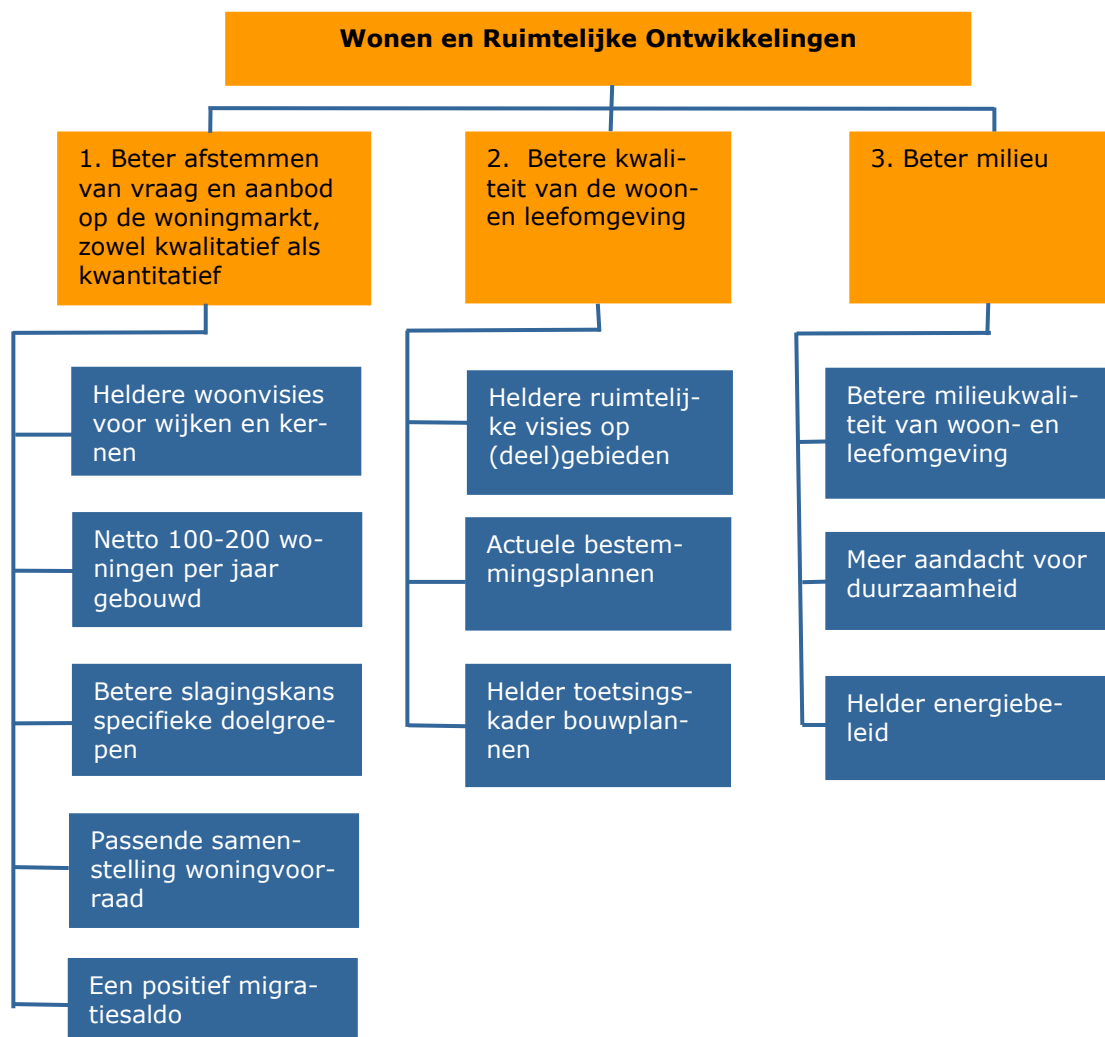 Wonen en Ruimtelijke Ontwikkelingen
1. Beter afstemmen
van vraag en aanbod
op de woningmarkt,
zowel kwalitatief als
kwantitatief
Heldere woonvisies
voor wijken en ker-
nen
Netto 100-200 wo-
ningen per jaar
gebouwd
Betere slagingskans
specifieke doelgroe-
pen
Passende samen-
stelling woningvoor-
raad
Een positief migra-
tiesaldo
2. Betere kwali-
teit van de woon-
en leefomgeving
Heldere ruimtelij-
ke visies op
(deel)gebieden
Actuele bestem-
mingsplannen
Helder toetsings-
kader bouwplan-
nen
3. Beter milieu
Betere milieukwali-
teit van woon- en
leefomgeving
Meer aandacht voor
duurzaamheid
Helder energiebe-
leid